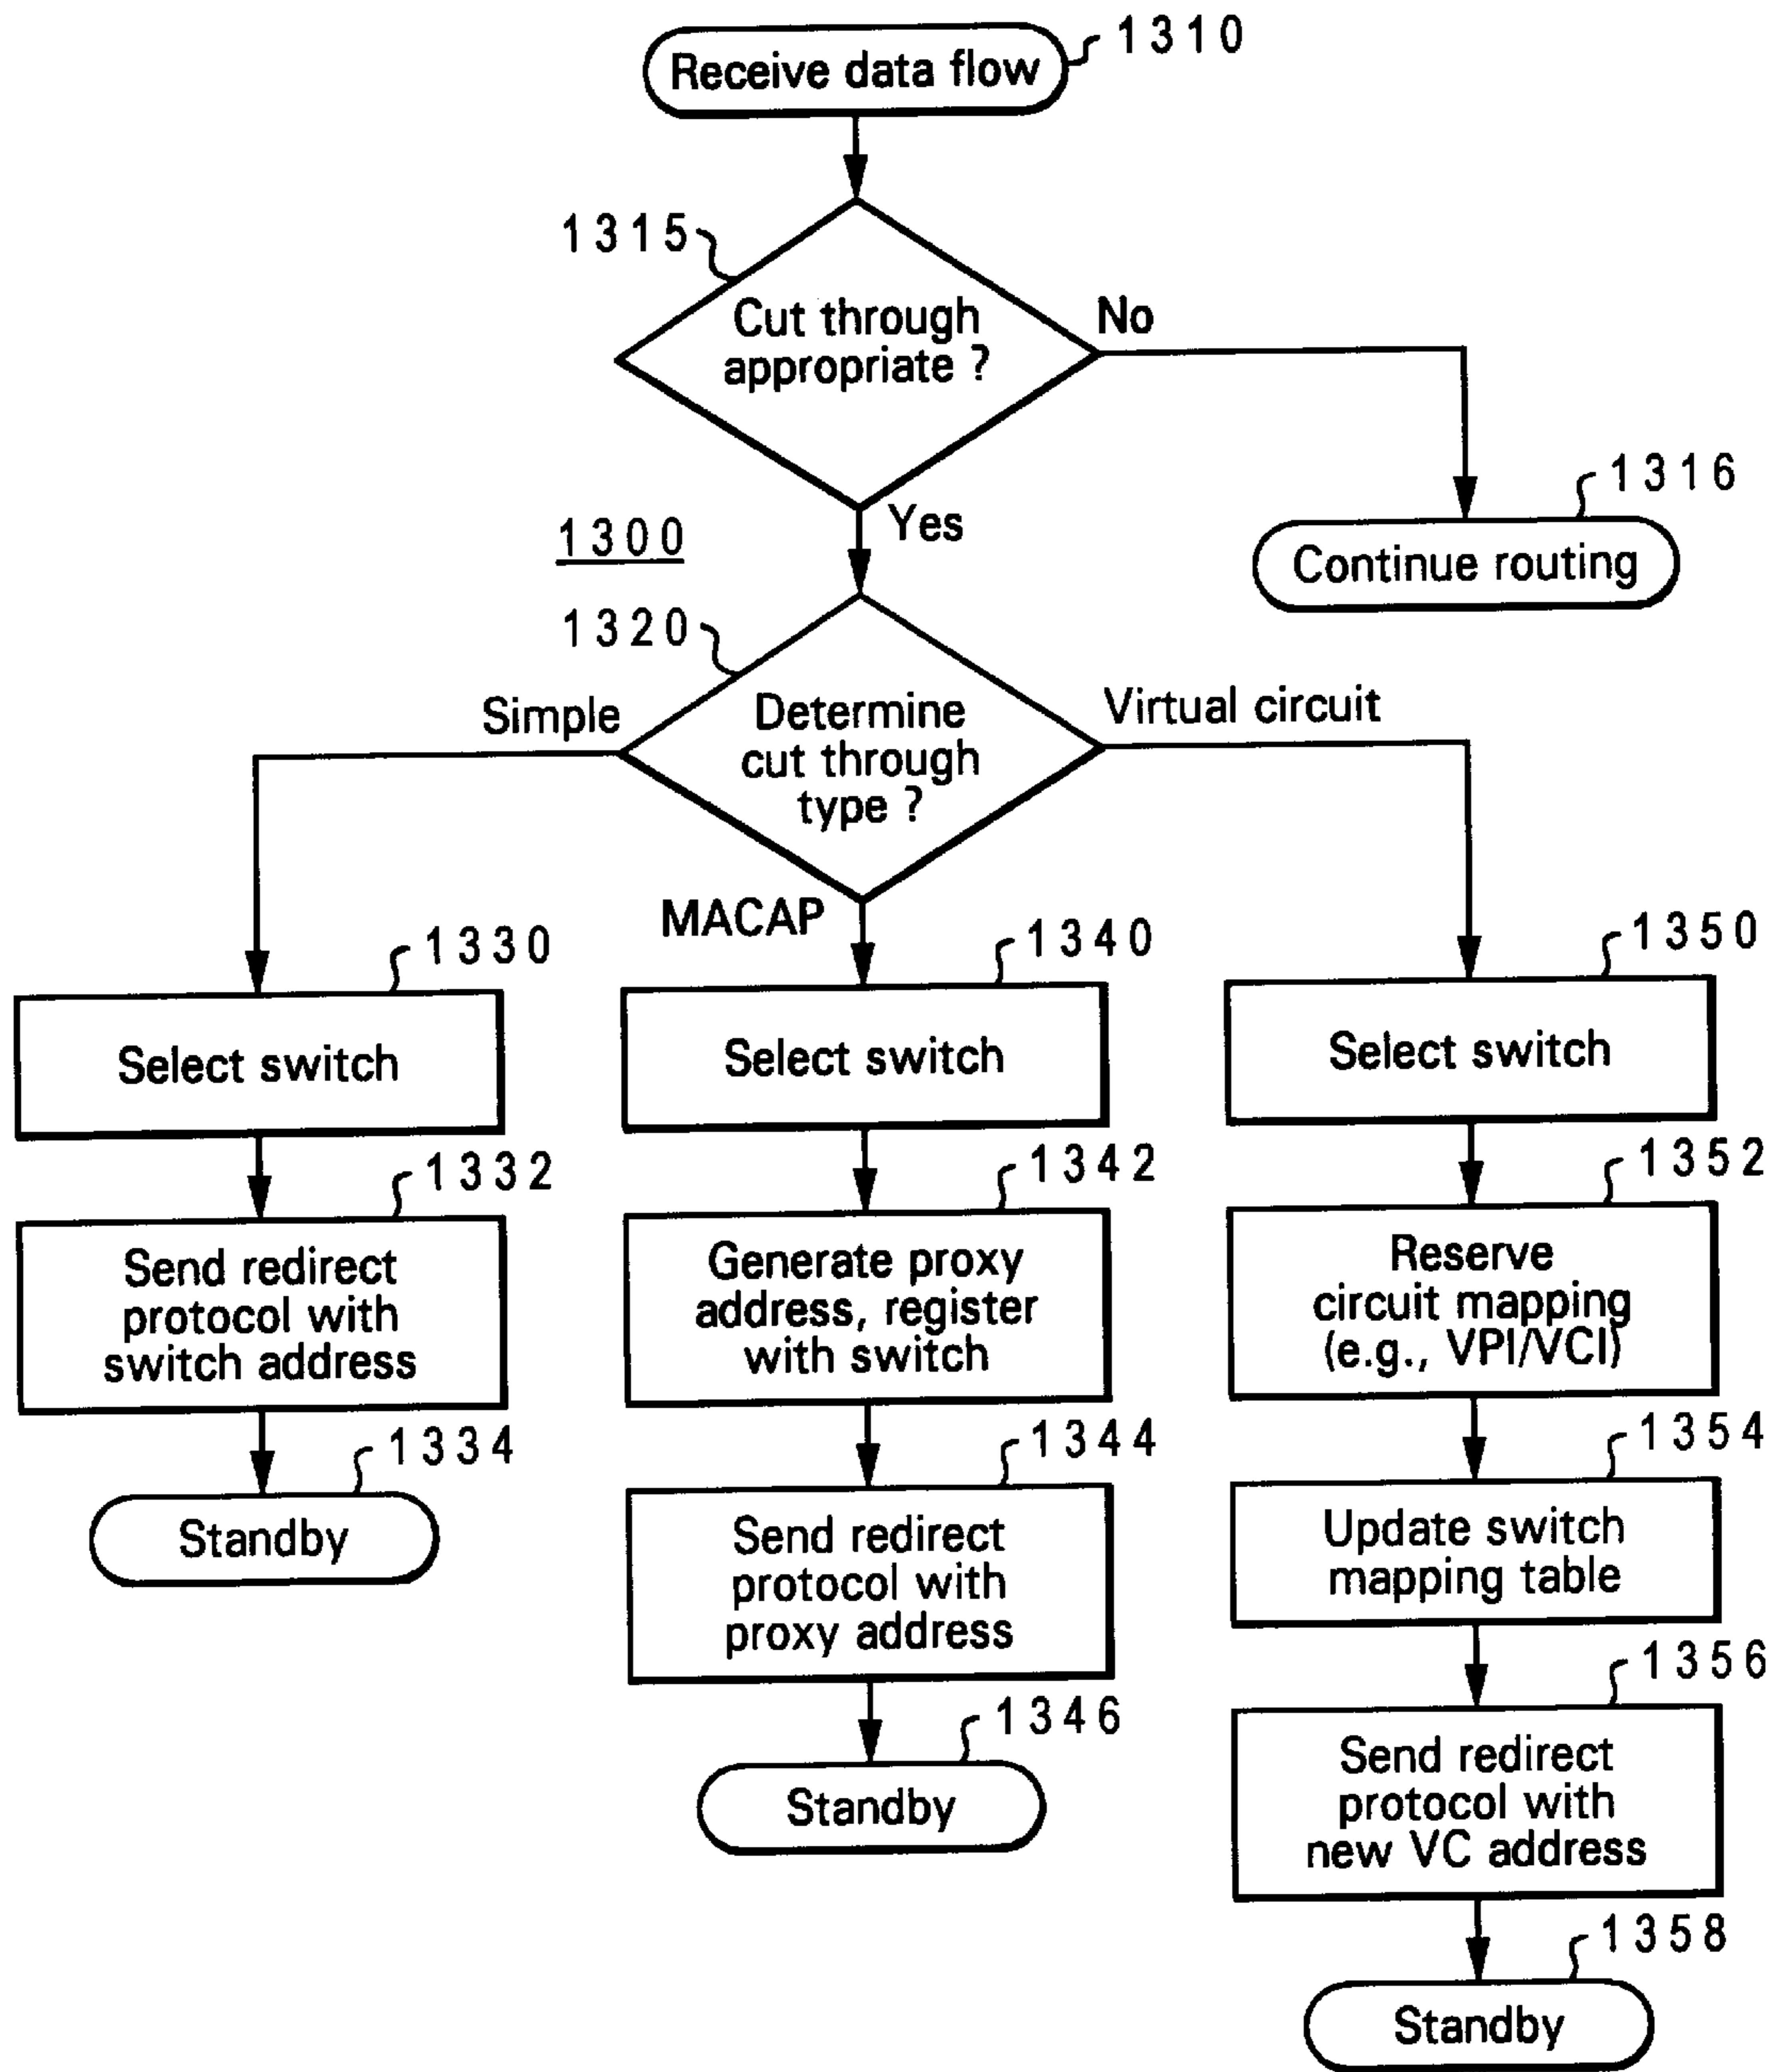 Receive data flow
1310
1315
Cut through
appropriate ?
No
1316
Continue routing
Yes
1300
1320
Determine
cut through
type ?
Simple
Virtual circuit
MACAP
1330
Select switch
1332
Send redirect
protocol with
switch address
1334
Standby
1340
Select switch
1342
Generate proxy
address, register
with switch
1344
Send redirect
protocol with
proxy address
1346
Standby
1350
Select switch
1352
Reserve
circuit mapping
(e.g., VPI/VCI)
1354
Update switch
mapping table
1356
Send redirect
protocol with
new VC address
1358
Standby